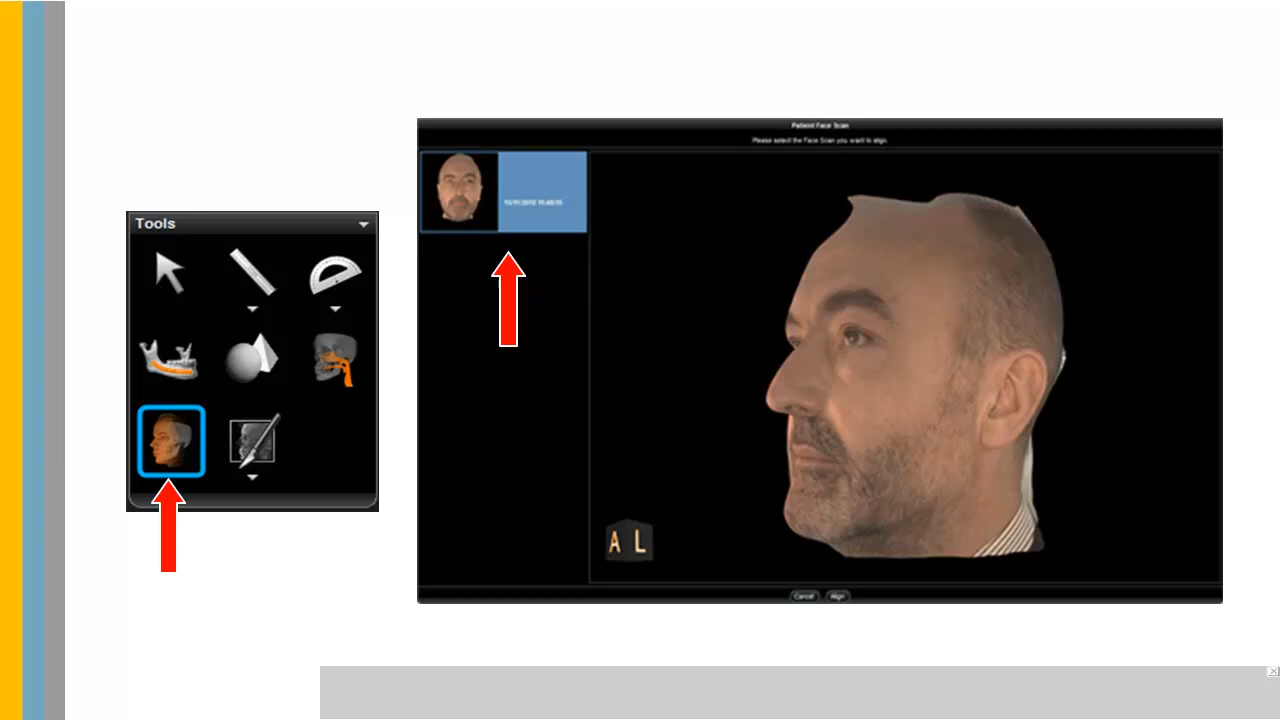 Tools
Patient Face Scan
Please select the Face Scan you want to align.
A L
Cancel Align